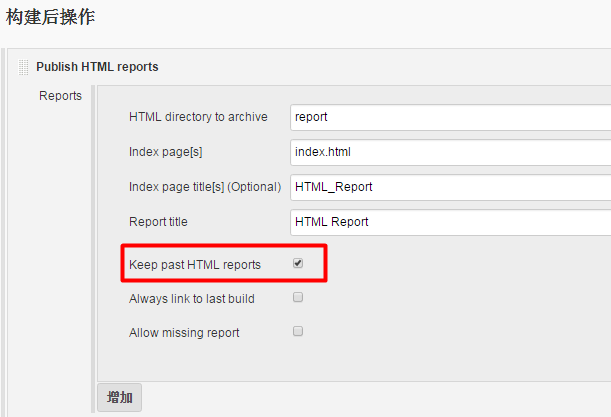 构建后操作
Publish HTML reports
Reports
HTML directory to archive report
Index page[s] index.html
Index page title[s] (Optional) HTML_Report
Report title HTML Report
Keep past HTML reports
Always link to last build
Allow missing report
增加